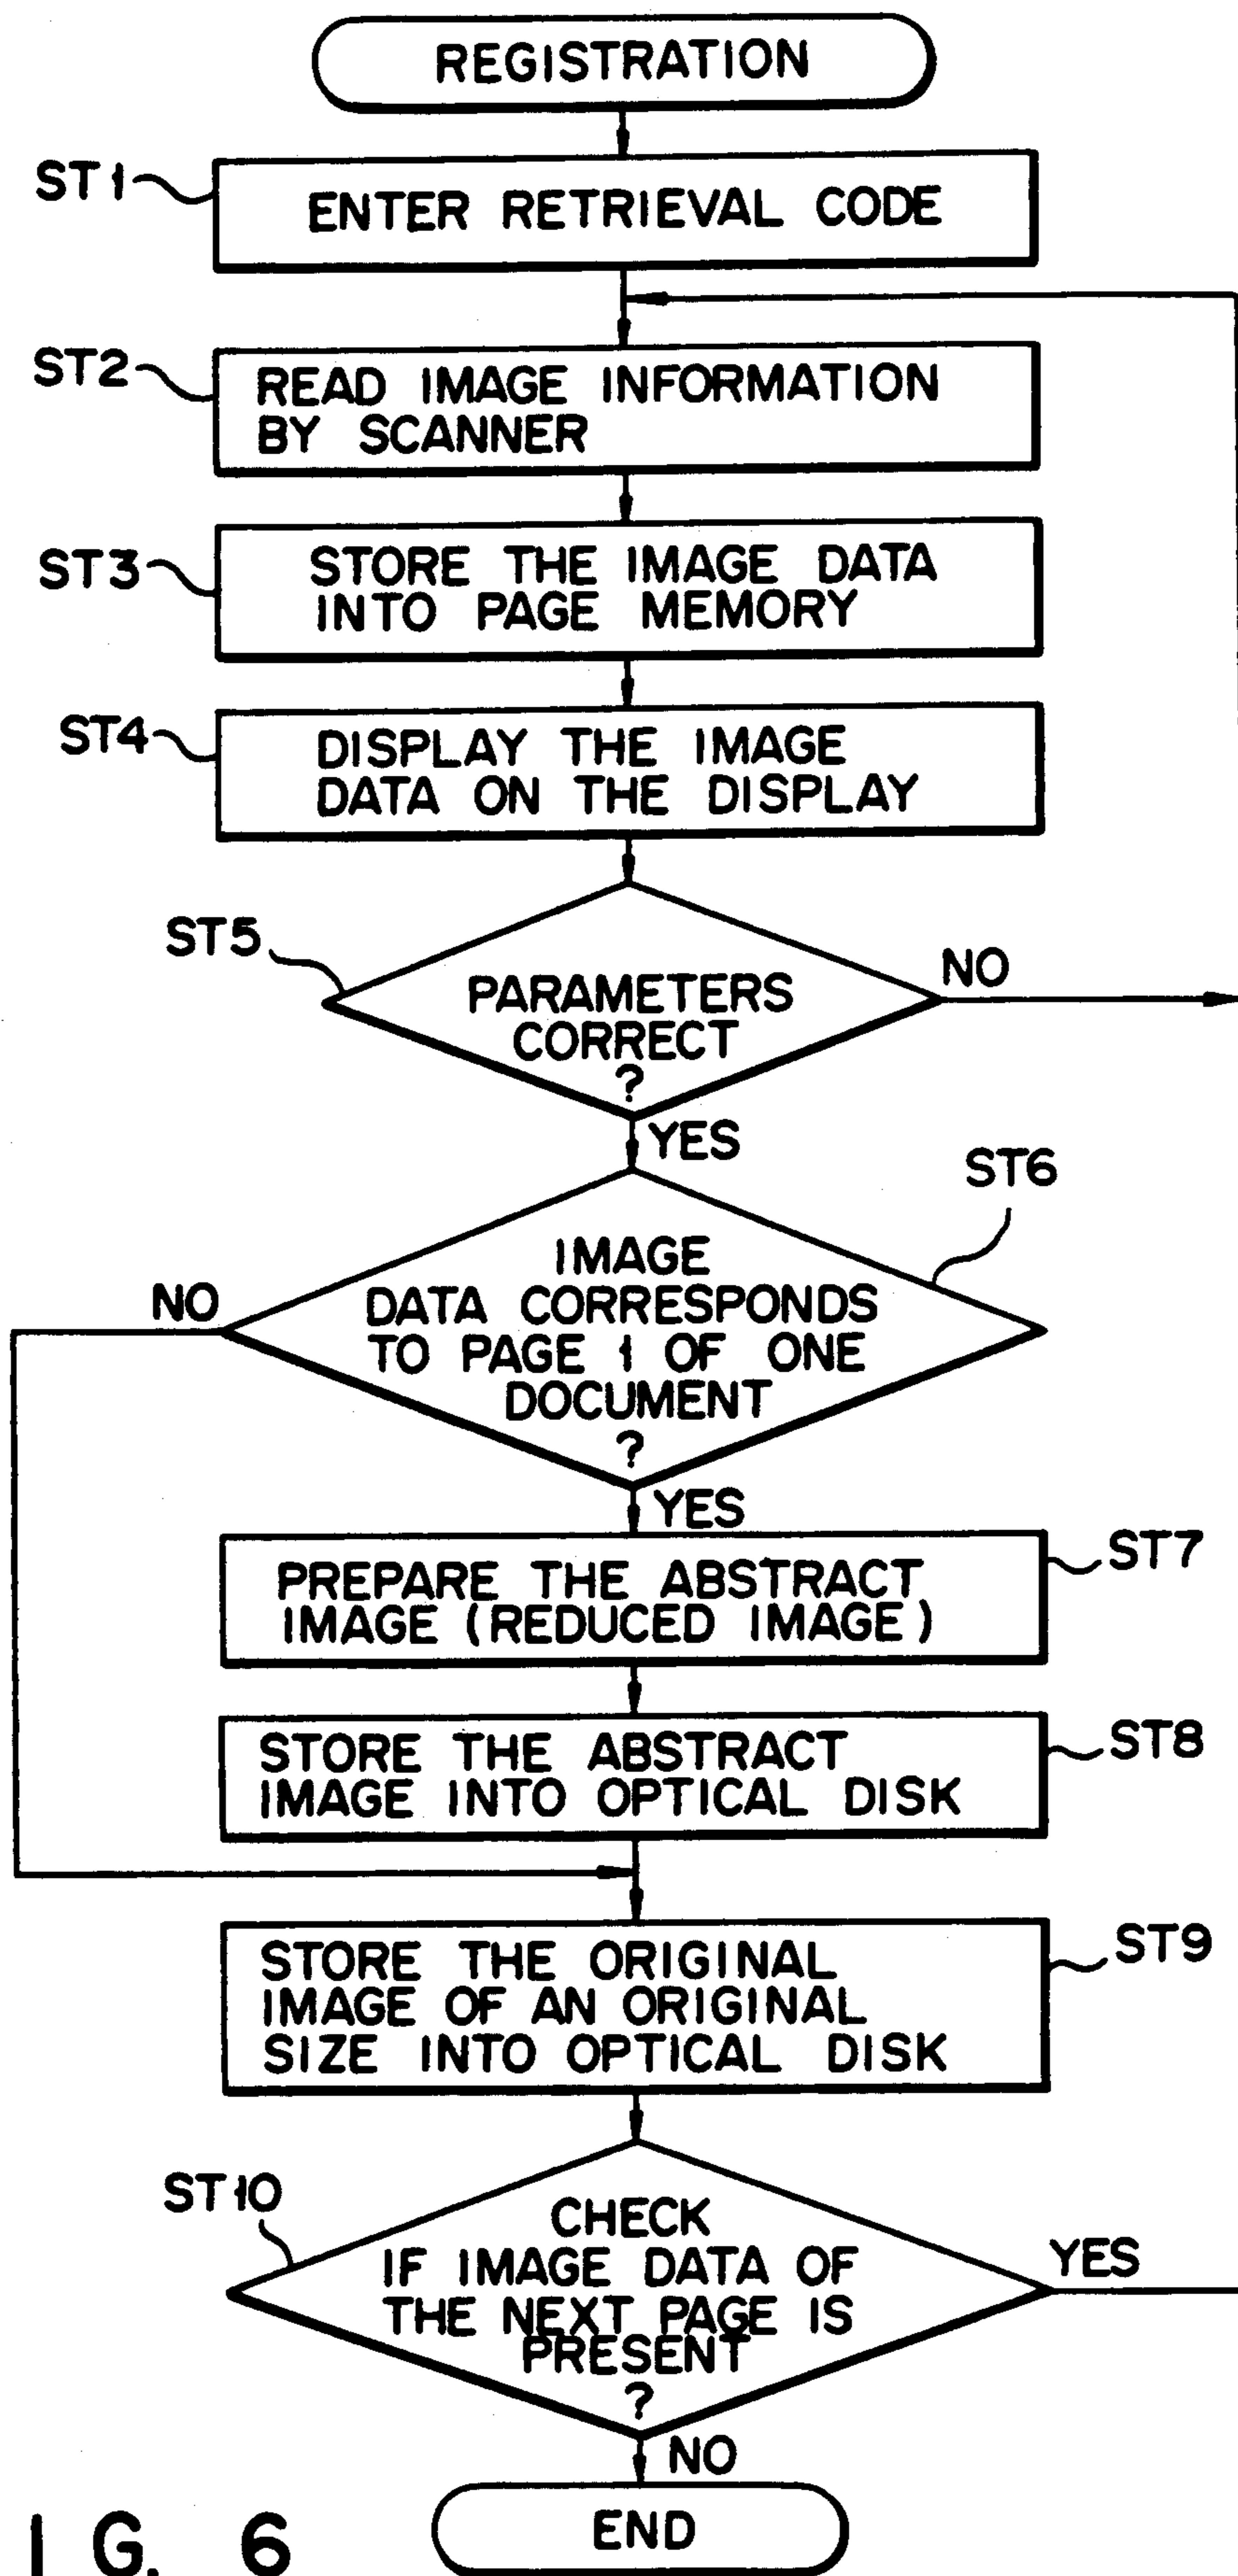 REGISTRATION
ST1
ENTER RETRIEVAL CODE
ST2
READ IMAGE INFORMATION
BY SCANNER
ST3
STORE THE IMAGE DATA
INTO PAGE MEMORY
ST4
DISPLAY THE IMAGE
DATA ON THE DISPLAY
ST5
PARAMETERS
CORRECT
?
NO
YES
ST6
IMAGE
DATA CORRESPONDS
TO PAGE 1 OF ONE
DOCUMENT
?
NO
YES
ST7
PREPARE THE ABSTRACT
IMAGE (REDUCED IMAGE)
ST8
STORE THE ABSTRACT
IMAGE INTO OPTICAL DISK
ST9
STORE THE ORIGINAL
IMAGE OF AN ORIGINAL
SIZE INTO OPTICAL DISK
ST10
CHECK
IF IMAGE DATA OF
THE NEXT PAGE IS
PRESENT
?
YES
NO
END
I G. 6